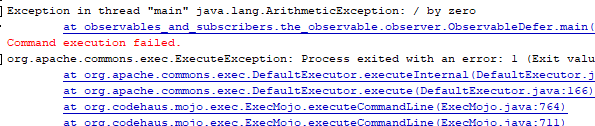 Exception in thread "main" java.lang.ArithmeticException: / by zero
at observables_and_subscribers.the_observable.observer.ObservableDefer.main(
Command execution failed.
org.apache.commons.exec.ExecuteException: Process exited with an error: 1 (Exit valu
at org.apache.commons.exec.DefaultExecutor.executeInternal(DefaultExecutor.j
at org.apache.commons.exec.DefaultExecutor.execute(DefaultExecutor.java:166)
at org.codehaus.mojo.exec.ExecMojo.executeCommandLine(ExecMojo.java:764)
at org.codehaus.mojo.exec.ExecMojo.executeCommandLine(ExecMojo.java:711)